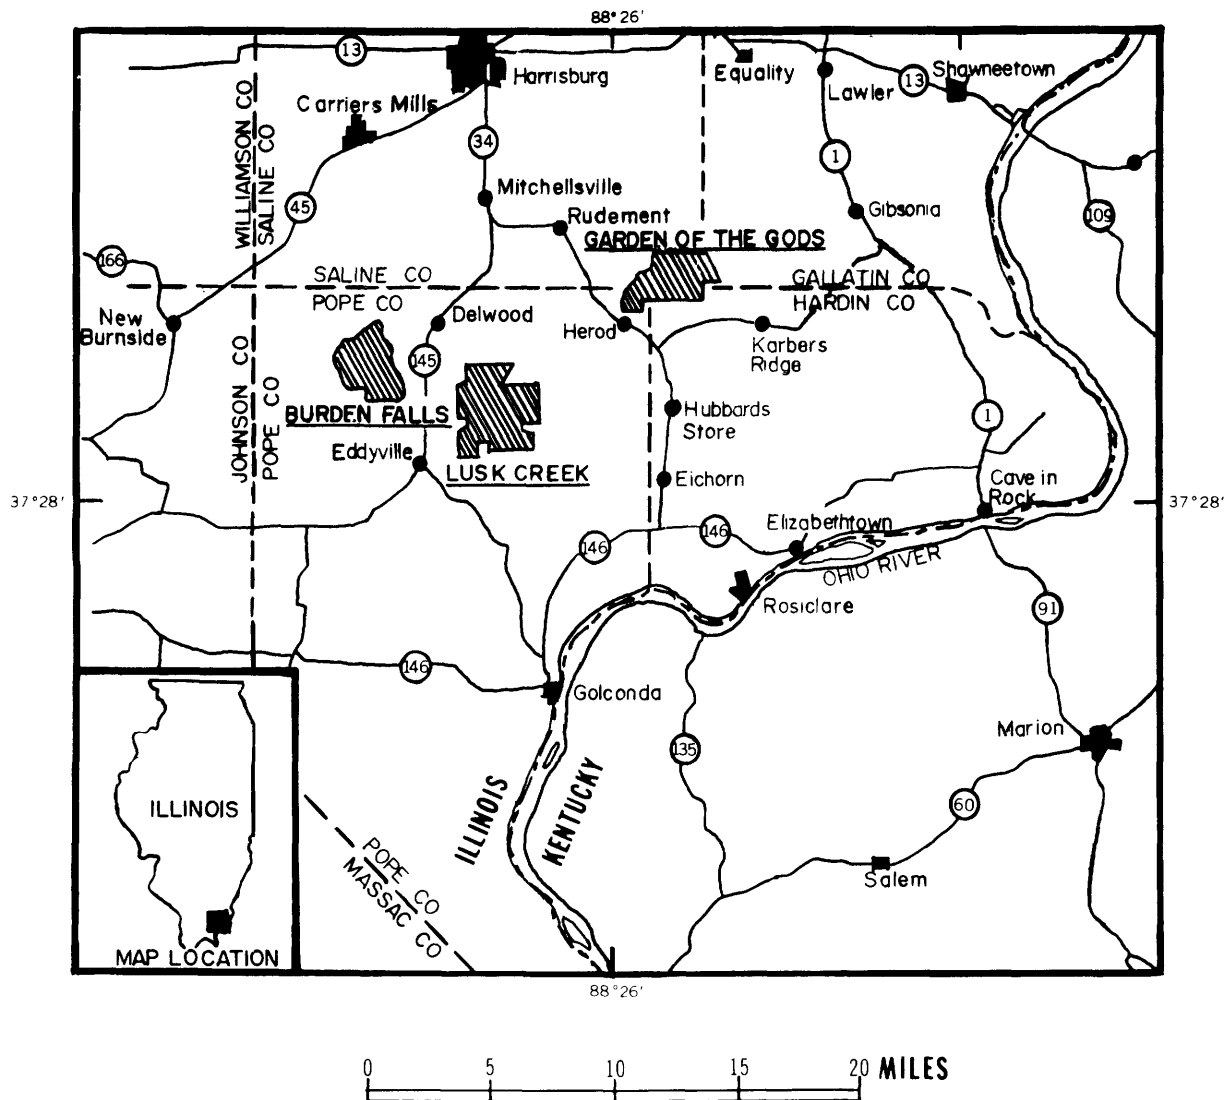 88°26'
13
Harrisburg
Equality
Lawler
13
Shawneetown
Carriers Mills
WILLIAMSON CO
SALINE CO
34
1
Mitchellsville
45
Rudement
Gibsonia
109
GARDEN OF THE GODS
166
SALINE CO
POPE CO
GALLATIN CO
HARDIN CO
New
Burnside
Delwood
Herod
Karbers
Ridge
145
JOHNSON CO
POPE CO
BURDEN FALLS
Hubbards
Store
1
Eddyville
LUSK CREEK
Eichorn
Cave in
Rock
37°28'
37°28'
Elizabethtown
146
146
OHIO RIVER
Rosiclare
91
146
Golconda
Marion
135
ILLINOIS
KENTUCKY
60
ILLINOIS
POPE CO
MASSAC CO
Salem
MAP LOCATION
88°26'
0 5 10 15 20 MILES